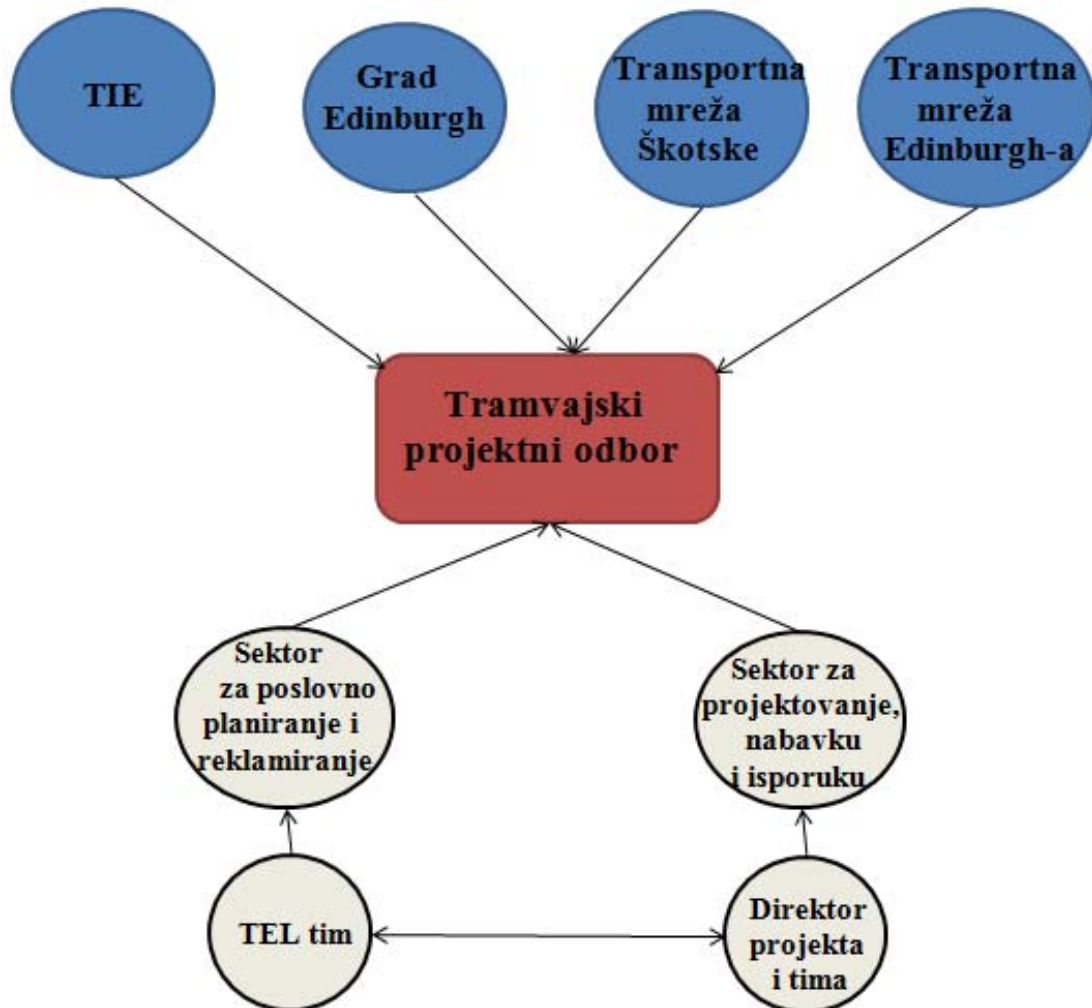 TIE
Grad
Edinburgh
Transportna
mreža
Škotske
Transportna
mreža
Edinburgh-a
Tramvajski
projektni odbor
Sektor
za poslovno
planiranje i
reklamiranje
Sektor za
projektovanje,
nabavku
i isporuku
TEL tim
Direktor
projekta
i tima